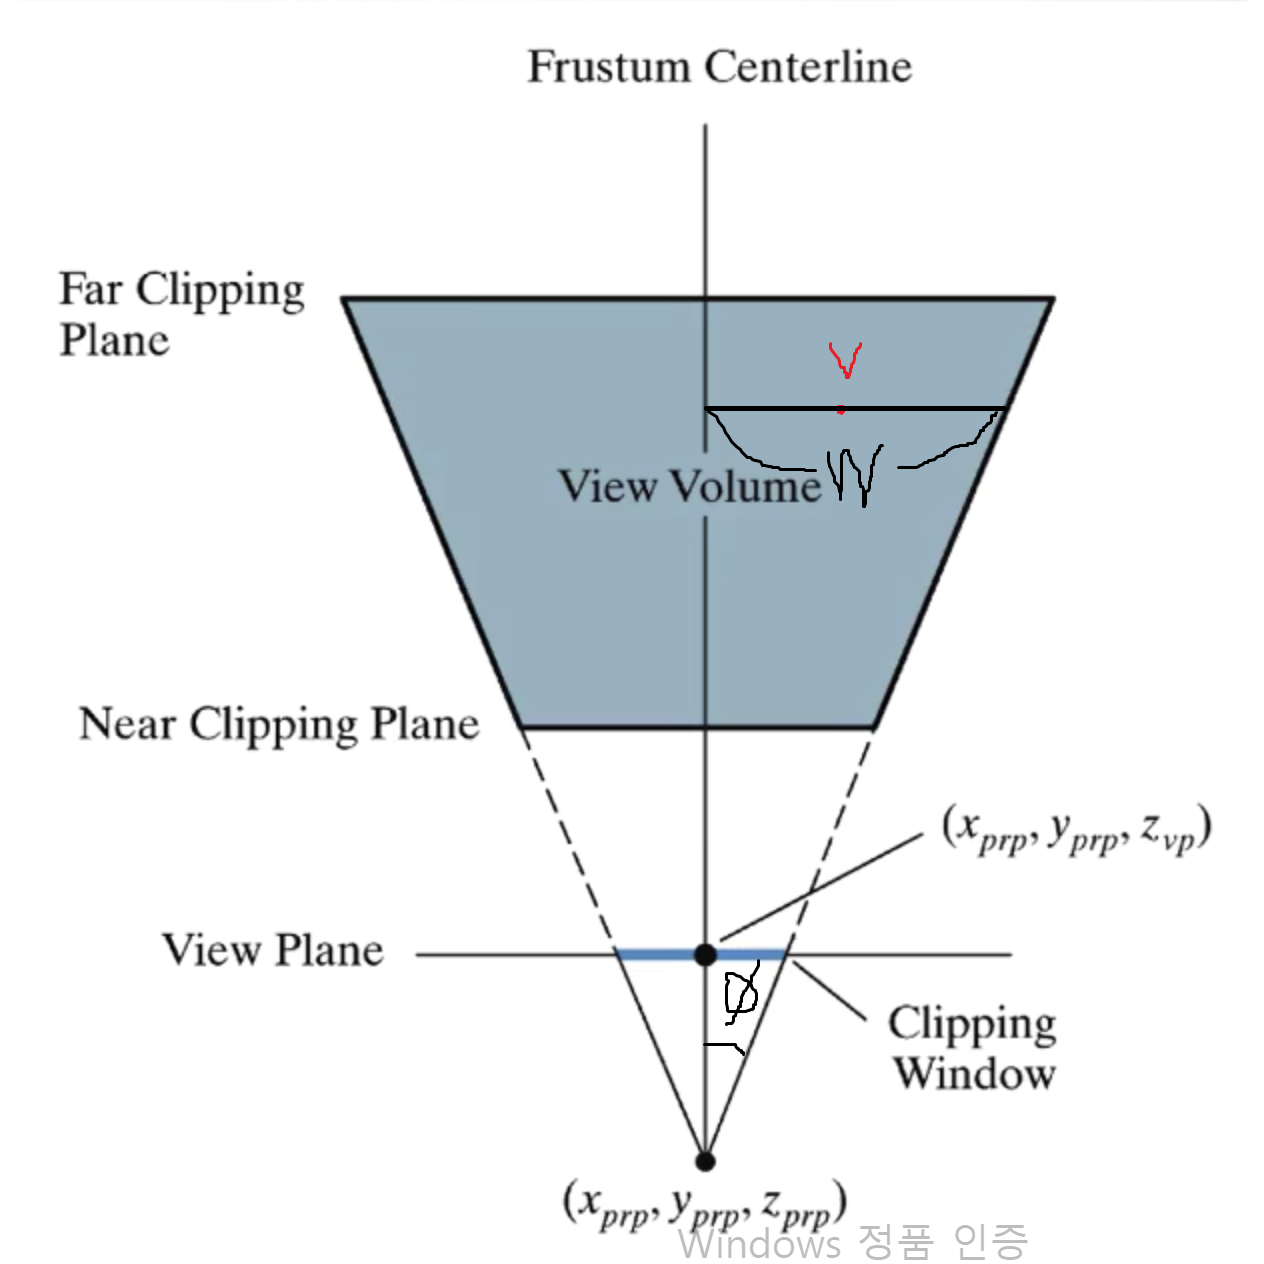 Frustum Centerline
Far Clipping
Plane
V
View Volume
W
Near Clipping Plane
(x_prp, y_prp, z_vp)
View Plane
Clipping
Window
(x_prp, y_prp, z_prp)
Windows 정품 인증